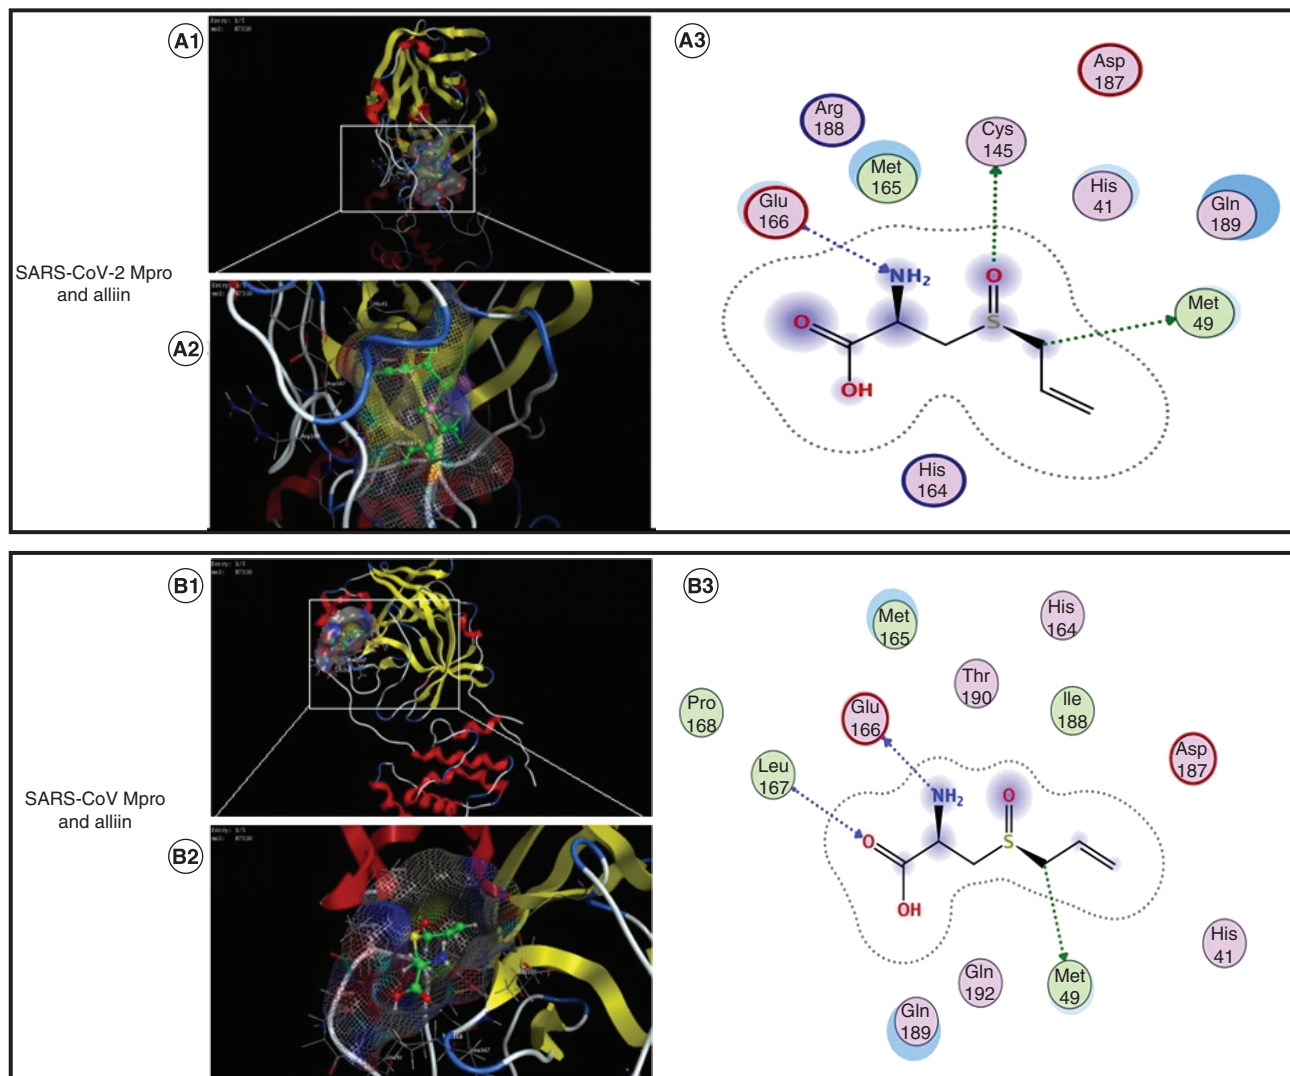 A1
A3
SARS-CoV-2 Mpro
and alliin
A2
Asp
187
Arg
188
Cys
145
Met
165
His
41
Gln
189
Glu
166
NH2
O
O
S
Met
49
OH
His
164
B1
B3
SARS-CoV Mpro
and alliin
B2
Met
165
His
164
Thr
190
Pro
168
Glu
166
Ile
188
Asp
187
Leu
167
NH2
O
O
S
OH
His
41
Gln
192
Met
49
Gln
189